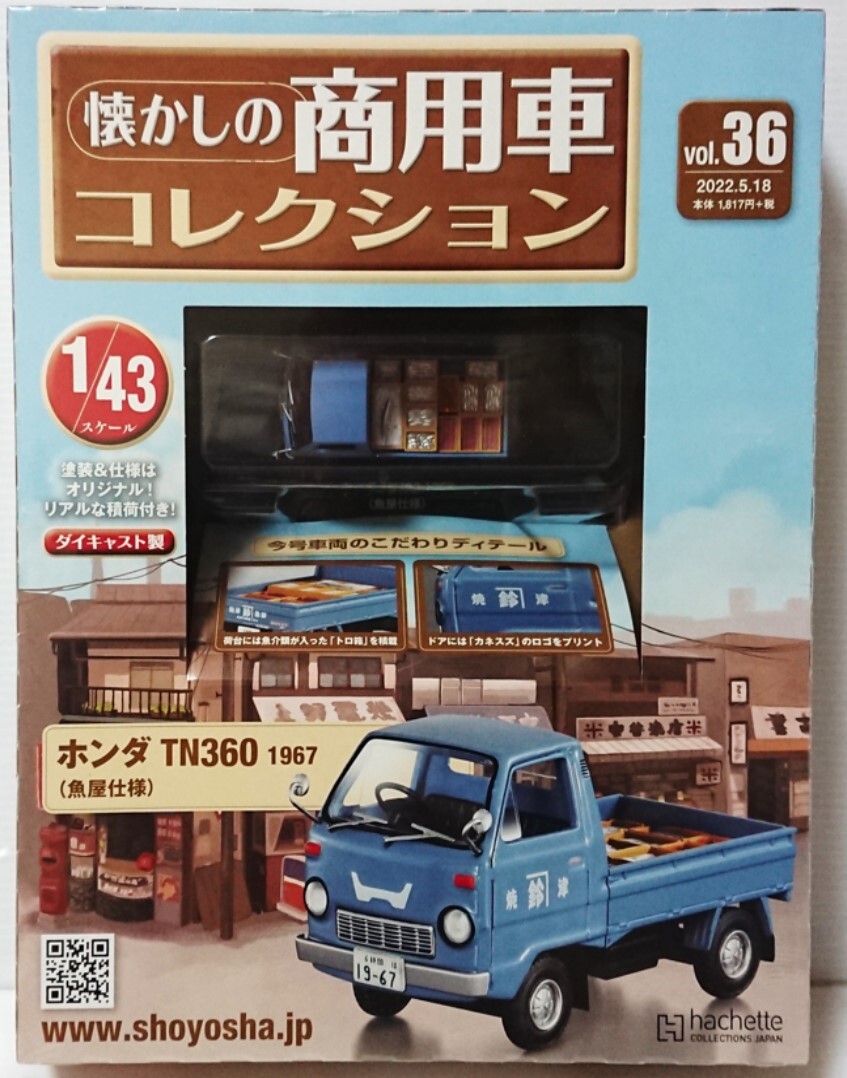 懐かしの商用車
コレクション
vol.36
2022.5.18
本体 1,817円+税
1/43
スケール
塗装&仕様は
オリジナル!
リアルな積荷付き!
ダイキャスト製
(魚屋仕様)
今号車両のこだわりディテール
焼 鈴 津
荷台には魚介類が入った「トロ箱」を積載
ドアには「カネスズ」のロゴをプリント
ホンダ TN360 1967
(魚屋仕様)
焼 鈴 津
19-67
www.shoyosha.jp
hachette
COLLECTIONS JAPAN